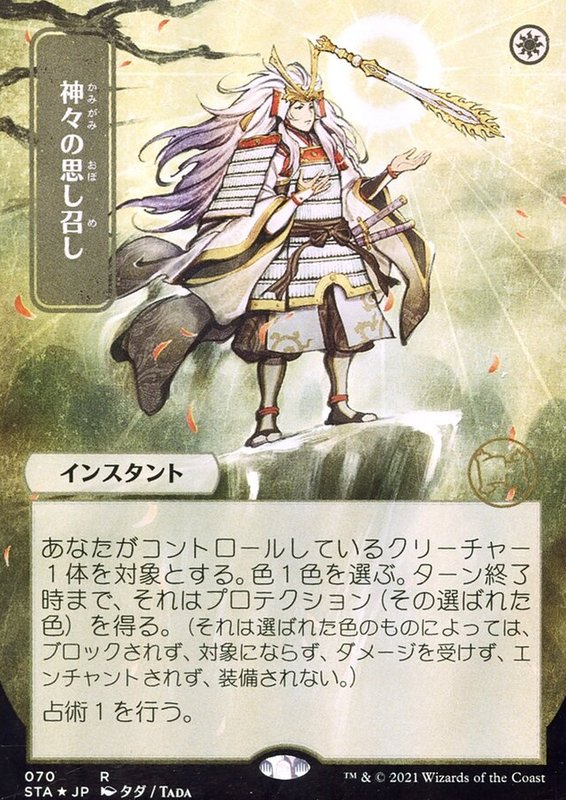 神々の思し召し
かみがみ おぼ め
インスタント
あなたがコントロールしているクリーチャー
1体を対象とする。色1色を選ぶ。ターン終了
時まで、それはプロテクション(その選ばれた
色)を得る。(それは選ばれた色のものによっては、
ブロックされず、対象にならず、ダメージを受けず、エ
ンチャントされず、装備されない。)
占術1を行う。
070 R
STA★JP タダ/TADA
™ & © 2021 Wizards of the Coast